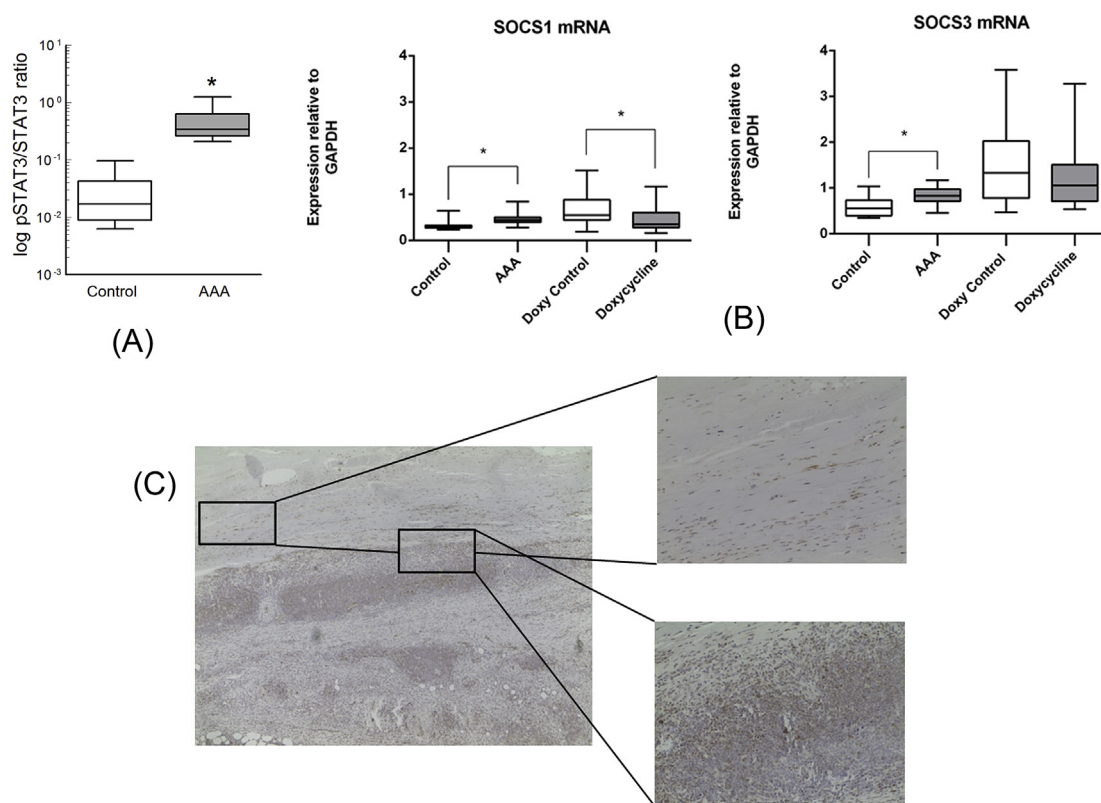 log pSTAT3/STAT3 ratio
10¹
10⁰
10⁻¹
10⁻²
10⁻³
*
Control
AAA
(A)
SOCS1 mRNA
Expression relative to
GAPDH
4
3
2
1
0
*
*
Control
AAA
Doxy Control
Doxycycline
SOCS3 mRNA
Expression relative to
GAPDH
4
3
2
1
0
*
Control
AAA
Doxy Control
Doxycycline
(B)
(C)